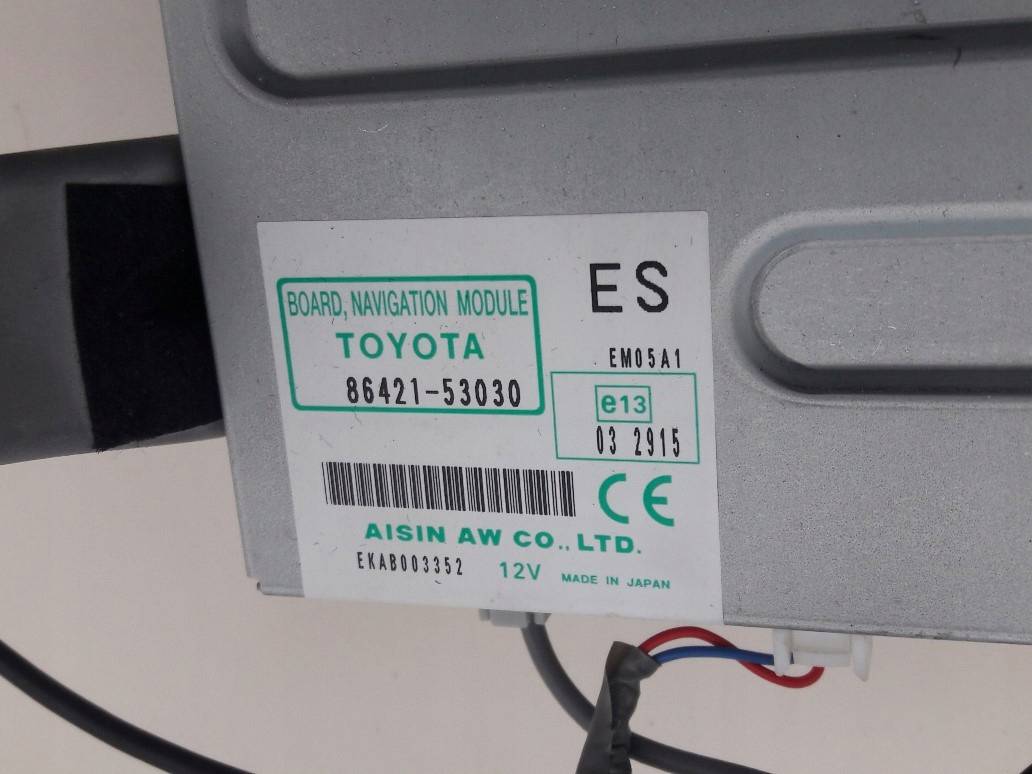 BOARD, NAVIGATION MODULE
TOYOTA
86421-53030
ES
EM05A1
e13
03 2915
CE
AISIN AW CO., LTD.
EKAB003352 12V MADE IN JAPAN